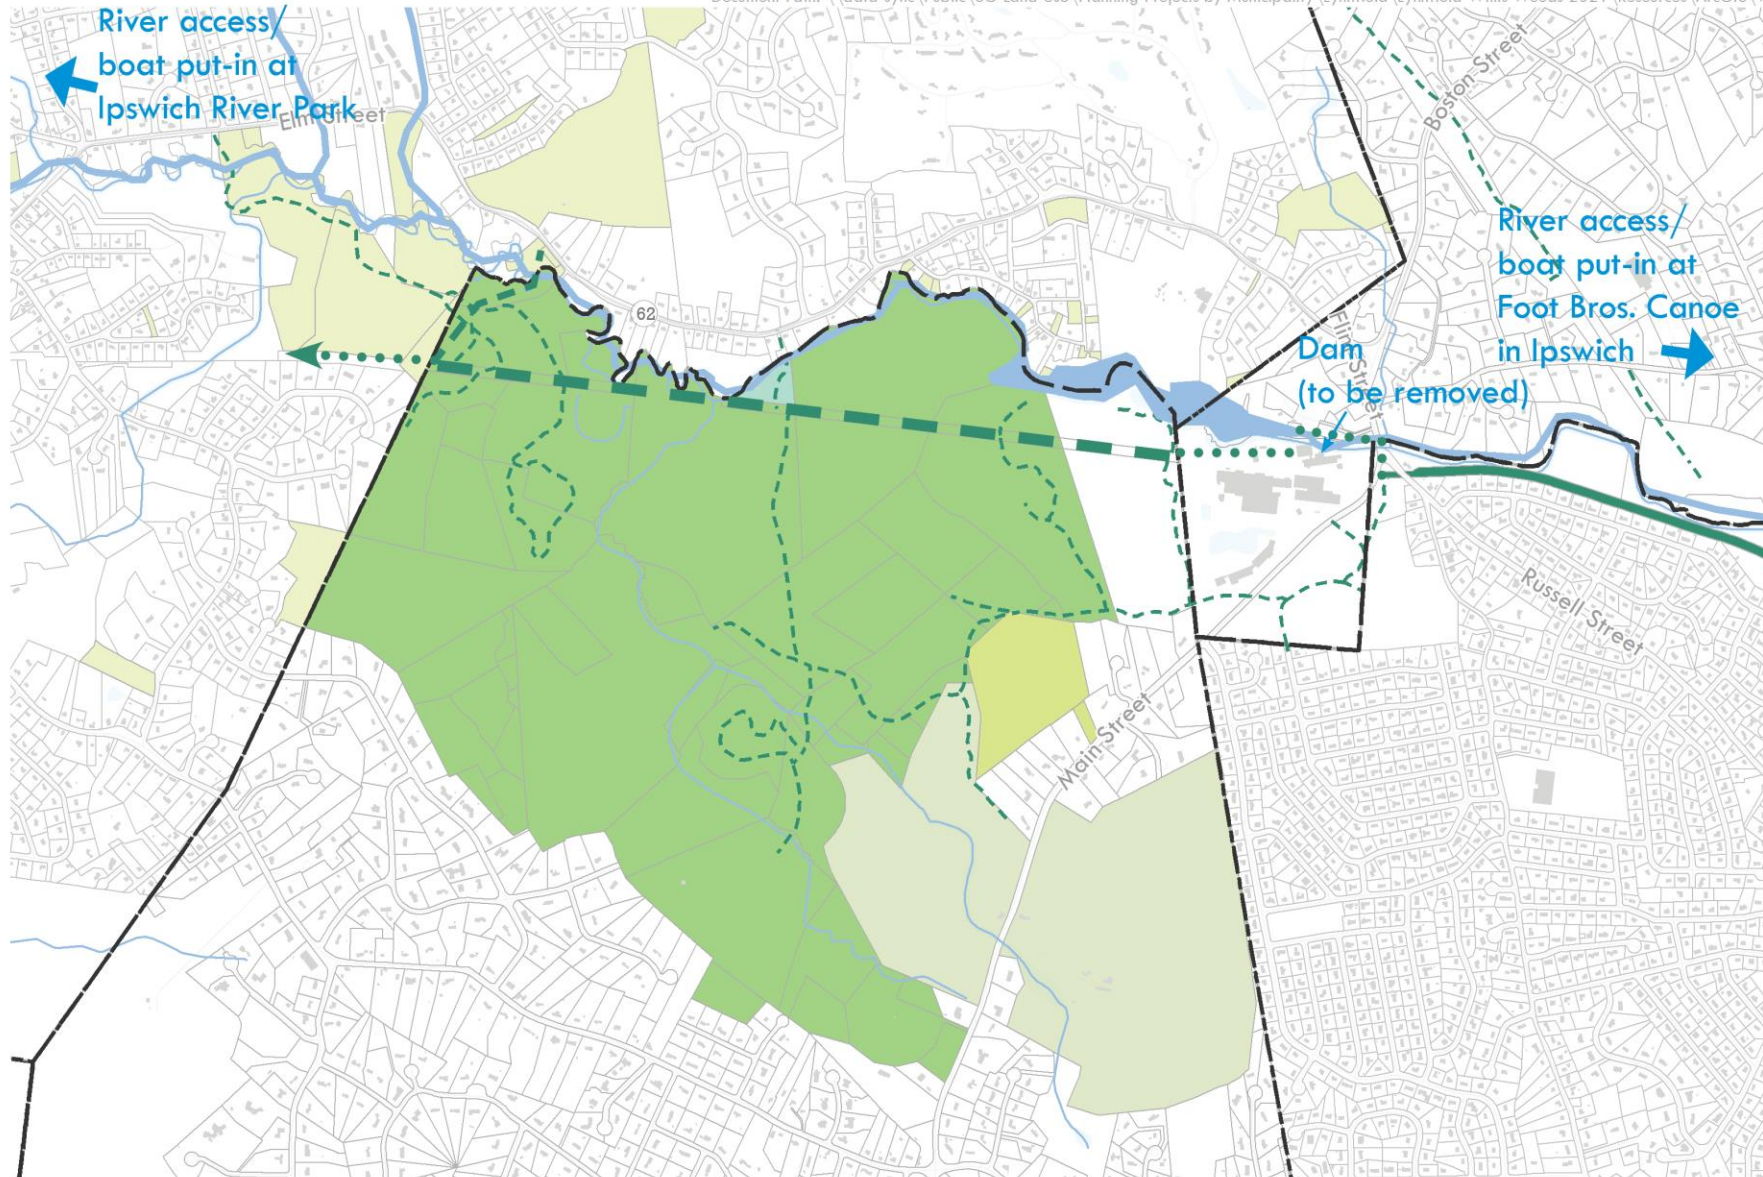 River access/
boat put-in at
Ipswich River Park
Elm Street
62
Boston Street
River access/
boat put-in at
Foot Bros. Canoe
in Ipswich
Flint Street
Dam
(to be removed)
Russell Street
Main Street